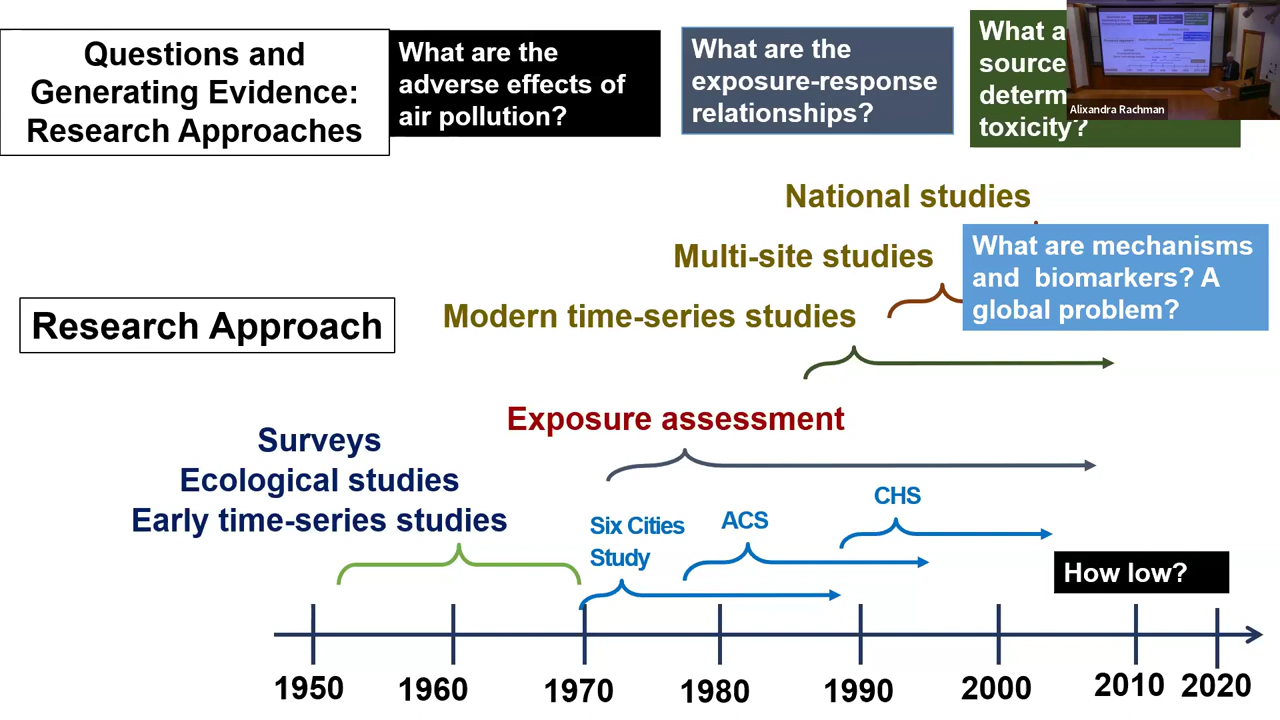 Questions and
Generating Evidence:
Research Approaches
What are the
adverse effects of
air pollution?
What are the
exposure-response
relationships?
What
source
determ
toxicity?
Alixandra Rachman
National studies
Multi-site studies
What are mechanisms
and biomarkers? A
global problem?
Modern time-series studies
Research Approach
Exposure assessment
Surveys
Ecological studies
Early time-series studies
Six Cities
Study
ACS
CHS
How low?
1950 1960 1970 1980 1990 2000 2010 2020